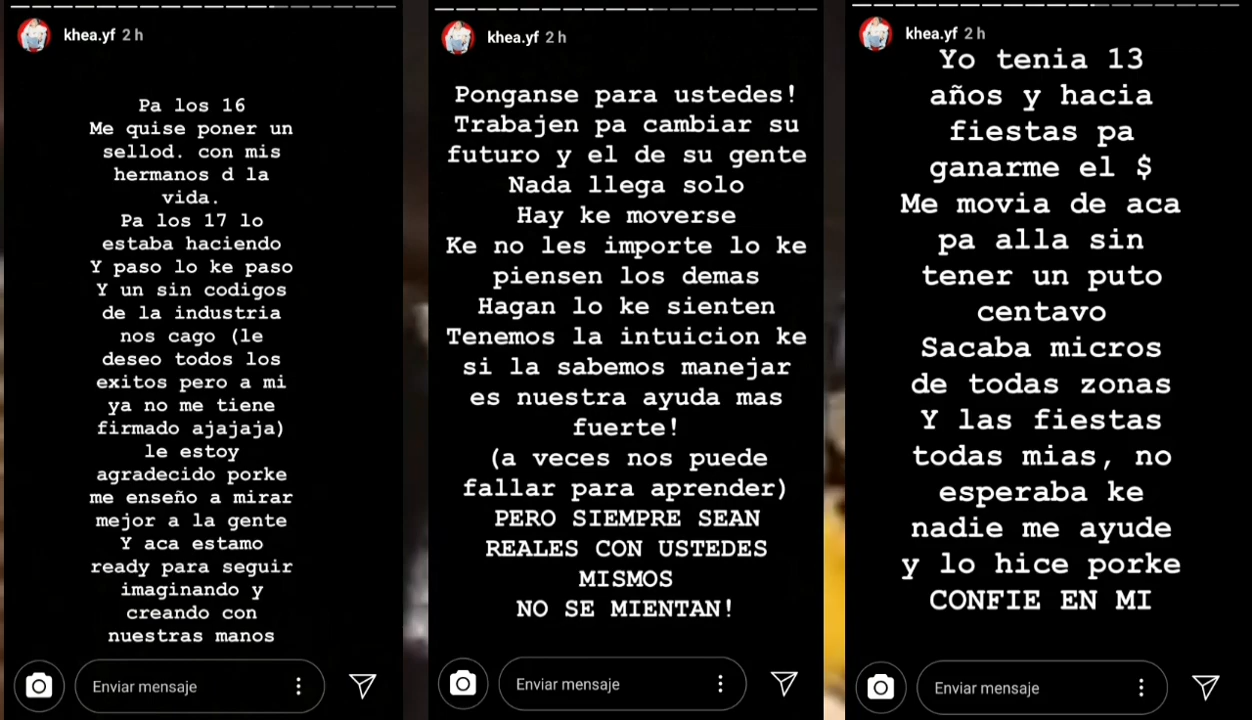 khea.yf 2 h
Pa los 16
Me quise poner un
sellod. con mis
hermanos d la
vida.
Pa los 17 lo
estaba haciendo
Y paso lo ke paso
Y un sin codigos
de la industria
nos cago (le
deseo todos los
exitos pero a mi
ya no me tiene
firmado ajajaja)
le estoy
agradecido porke
me enseño a mirar
mejor a la gente
Y aca estamo
ready para seguir
imaginando y
creando con
nuestras manos
Enviar mensaje
khea.yf 2 h
Ponganse para ustedes!
Trabajen pa cambiar su
futuro y el de su gente
Nada llega solo
Hay ke moverse
Ke no les importe lo ke
piensen los demas
Hagan lo ke sienten
Tenemos la intuicion ke
si la sabemos manejar
es nuestra ayuda mas
fuerte!
(a veces nos puede
fallar para aprender)
PERO SIEMPRE SEAN
REALES CON USTEDES
MISMOS
NO SE MIENTAN!
Enviar mensaje
khea.yf 2 h
Yo tenia 13
años y hacia
fiestas pa
ganarme el $
Me movia de aca
pa alla sin
tener un puto
centavo
Sacaba micros
de todas zonas
Y las fiestas
todas mias, no
esperaba ke
nadie me ayude
y lo hice porke
CONFIE EN MI
Enviar mensaje